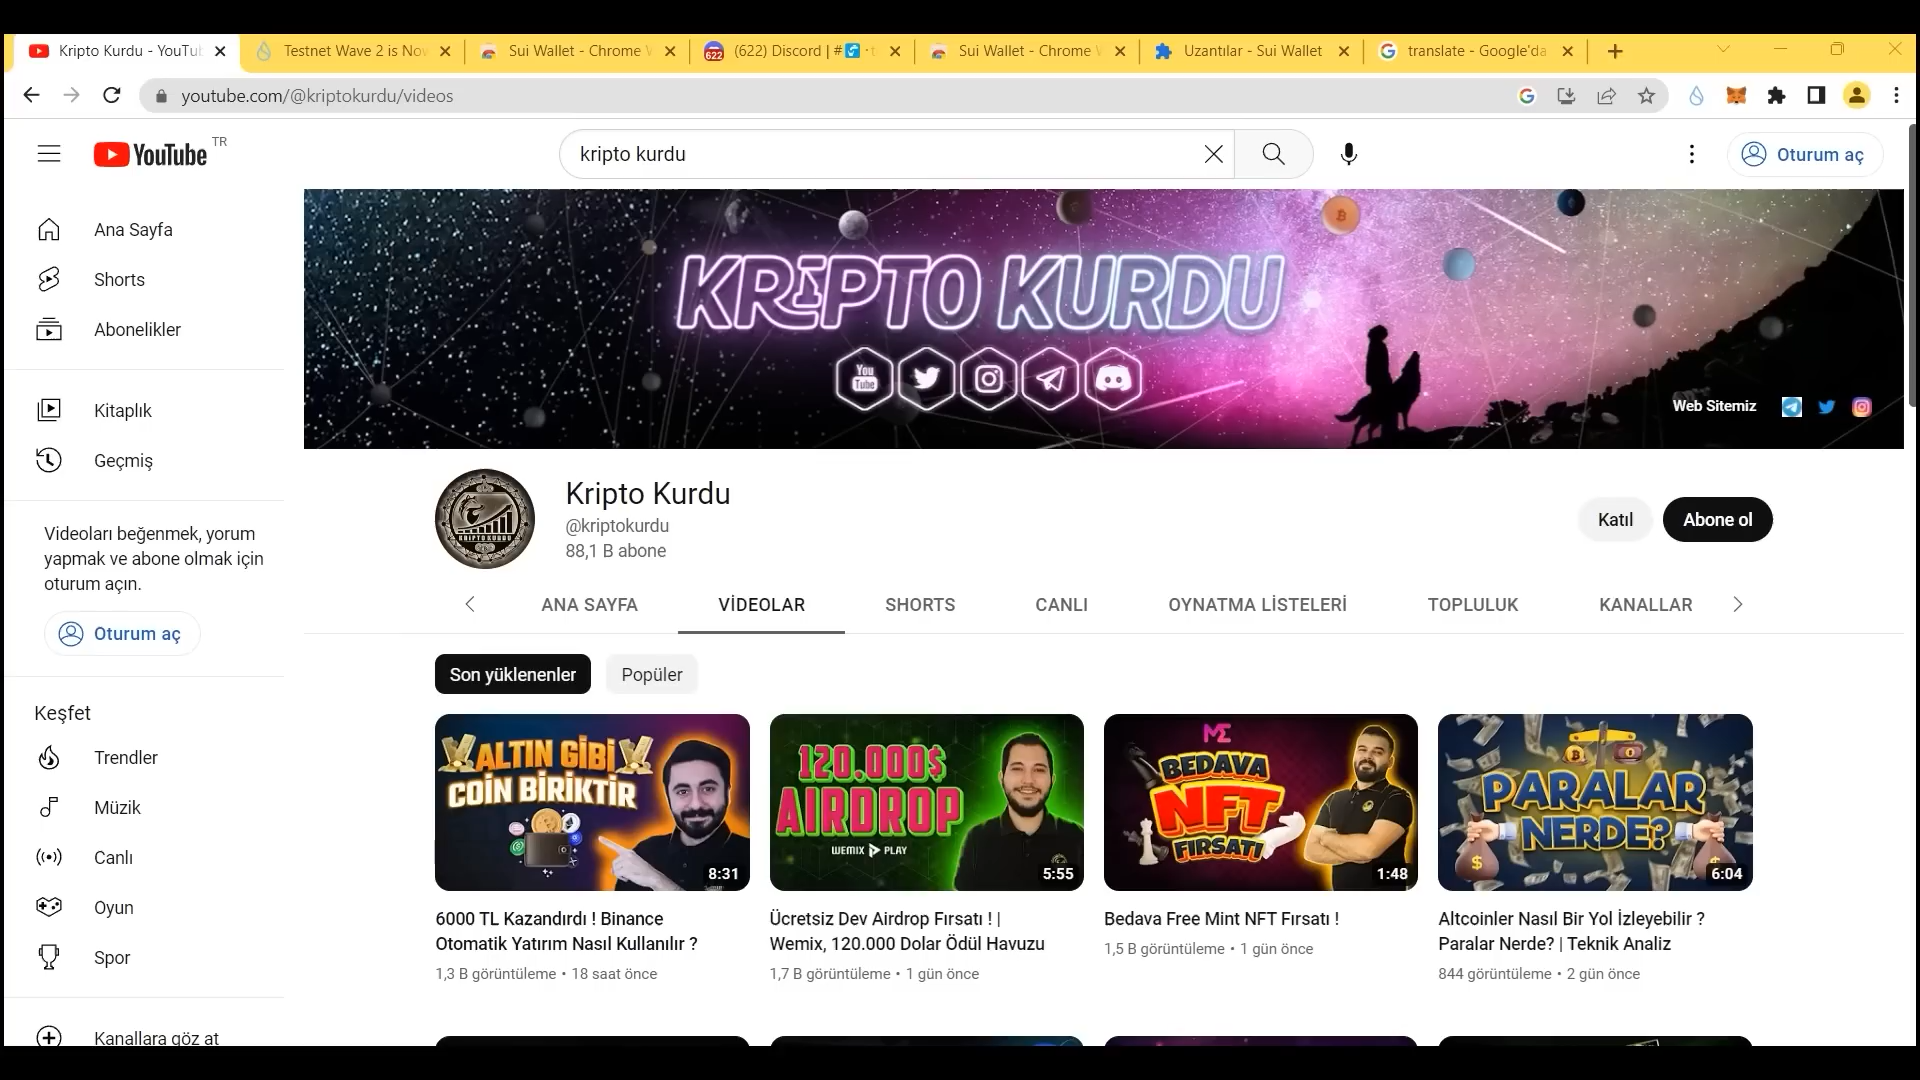 Kripto Kurdu - YouTu
Testnet Wave 2 is Nov
Sui Wallet - Chrome
(622) Discord | #
Sui Wallet - Chrome
Uzantılar - Sui Wallet
translate - Google'da
youtube.com/@kriptokurdu/videos
YouTube TR
kripto kurdu
Oturum aç
Ana Sayfa
Shorts
Abonelikler
Kitaplık
Geçmiş
Videoları beğenmek, yorum
yapmak ve abone olmak için
oturum açın.
Oturum aç
Keşfet
Trendler
Müzik
Canlı
Oyun
Spor
Kanallara göz at
KRİPTO KURDU
You
Tube
Web Sitemiz
KRIPTO KURDU
Kripto Kurdu
@kriptokurdu
88,1 B abone
Katıl
Abone ol
ANA SAYFA
VİDEOLAR
SHORTS
CANLI
OYNATMA LİSTELERİ
TOPLULUK
KANALLAR
Son yüklenenler
Popüler
ALTIN GİBİ
COİN BİRİKTİR
8:31
6000 TL Kazandırdı ! Binance
Otomatik Yatırım Nasıl Kullanılır ?
1,3 B görüntüleme • 18 saat önce
120.000$
AIRDROP
WEMIX PLAY
5:55
Ücretsiz Dev Airdrop Fırsatı ! |
Wemix, 120.000 Dolar Ödül Havuzu
1,7 B görüntüleme • 1 gün önce
ME
BEDAVA
NFT
FIRSATI
1:48
Bedava Free Mint NFT Fırsatı !
1,5 B görüntüleme • 1 gün önce
PARALAR
NERDE?
6:04
Altcoinler Nasıl Bir Yol İzleyebilir ?
Paralar Nerde? | Teknik Analiz
844 görüntüleme • 2 gün önce